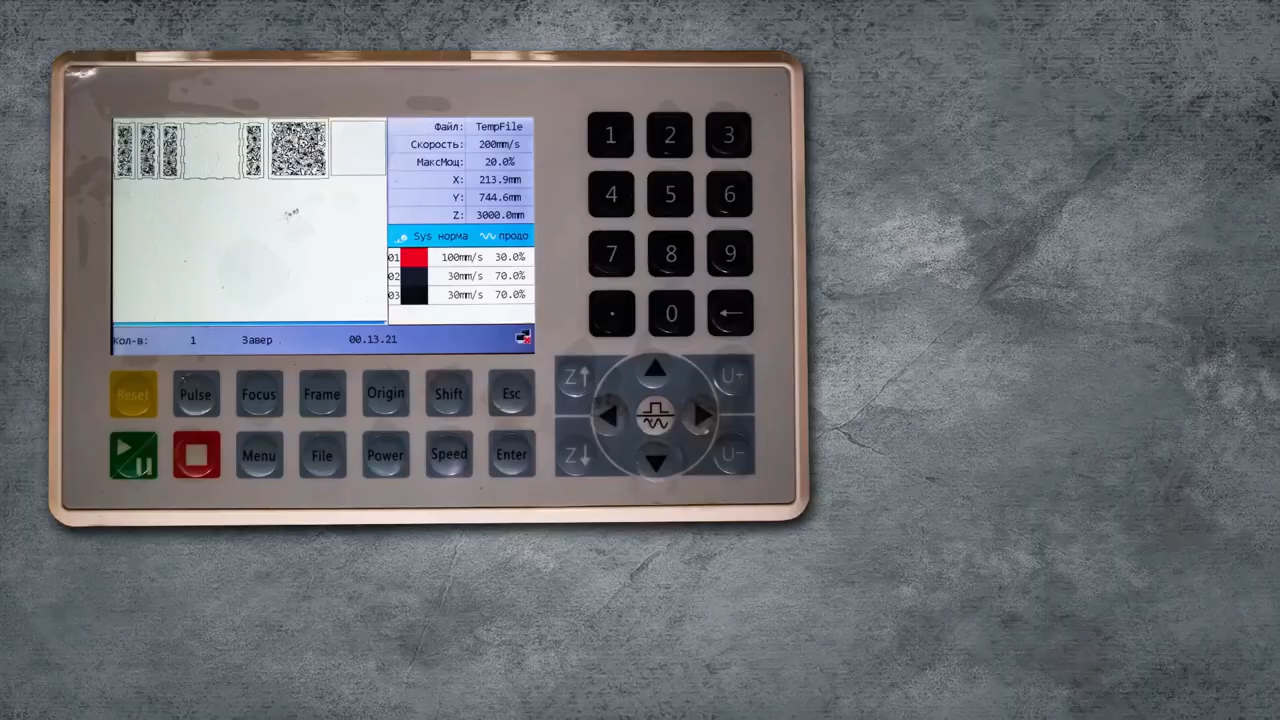 Файл: TempFile
Скорость: 200mm/s
МаксМощ: 20.0%
X: 213.9mm
Y: 744.6mm
Z: 3000.0mm
Sys норма продо
01 100mm/s 30.0%
02 30mm/s 70.0%
03 30mm/s 70.0%
Кол-в: 1 Завер 00.13.21
1 2 3
4 5 6
7 8 9
. 0 ←
Reset Pulse Focus Frame Origin Shift Esc
Menu File Power Speed Enter
Z↑ U+
Z↓ U-